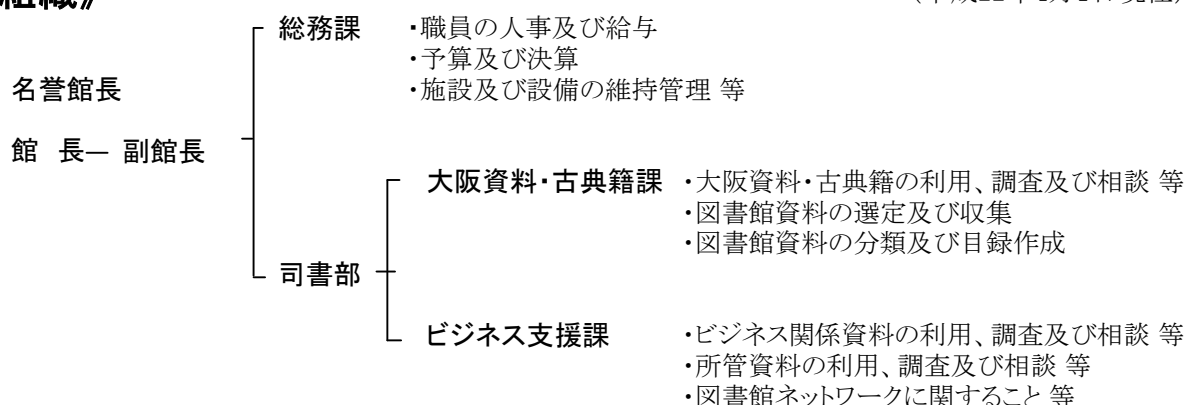 総務課 ・職員の人事及び給与
・予算及び決算
名誉館長 ・施設及び設備の維持管理 等
館 長― 副館長
大阪資料・古典籍課 ・大阪資料・古典籍の利用、調査及び相談 等
・図書館資料の選定及び収集
・図書館資料の分類及び目録作成
司書部
ビジネス支援課 ・ビジネス関係資料の利用、調査及び相談 等
・所管資料の利用、調査及び相談 等
・図書館ネットワークに関すること 等